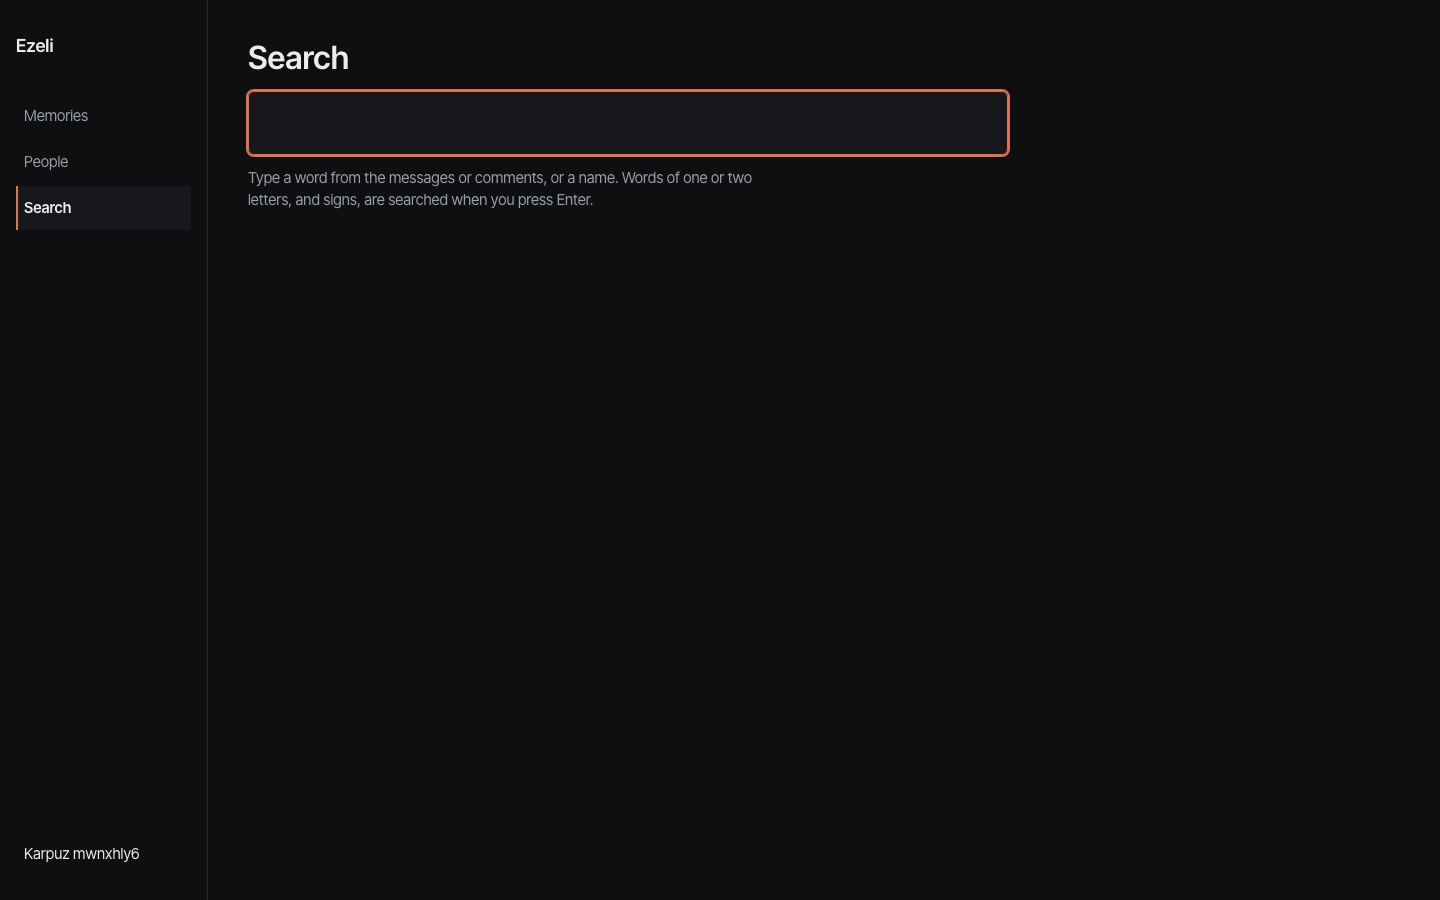 Ezeli
Memories
People
Search
Karpuz mwnxhly6
Search
Type a word from the messages or comments, or a name. Words of one or two
letters, and signs, are searched when you press Enter.